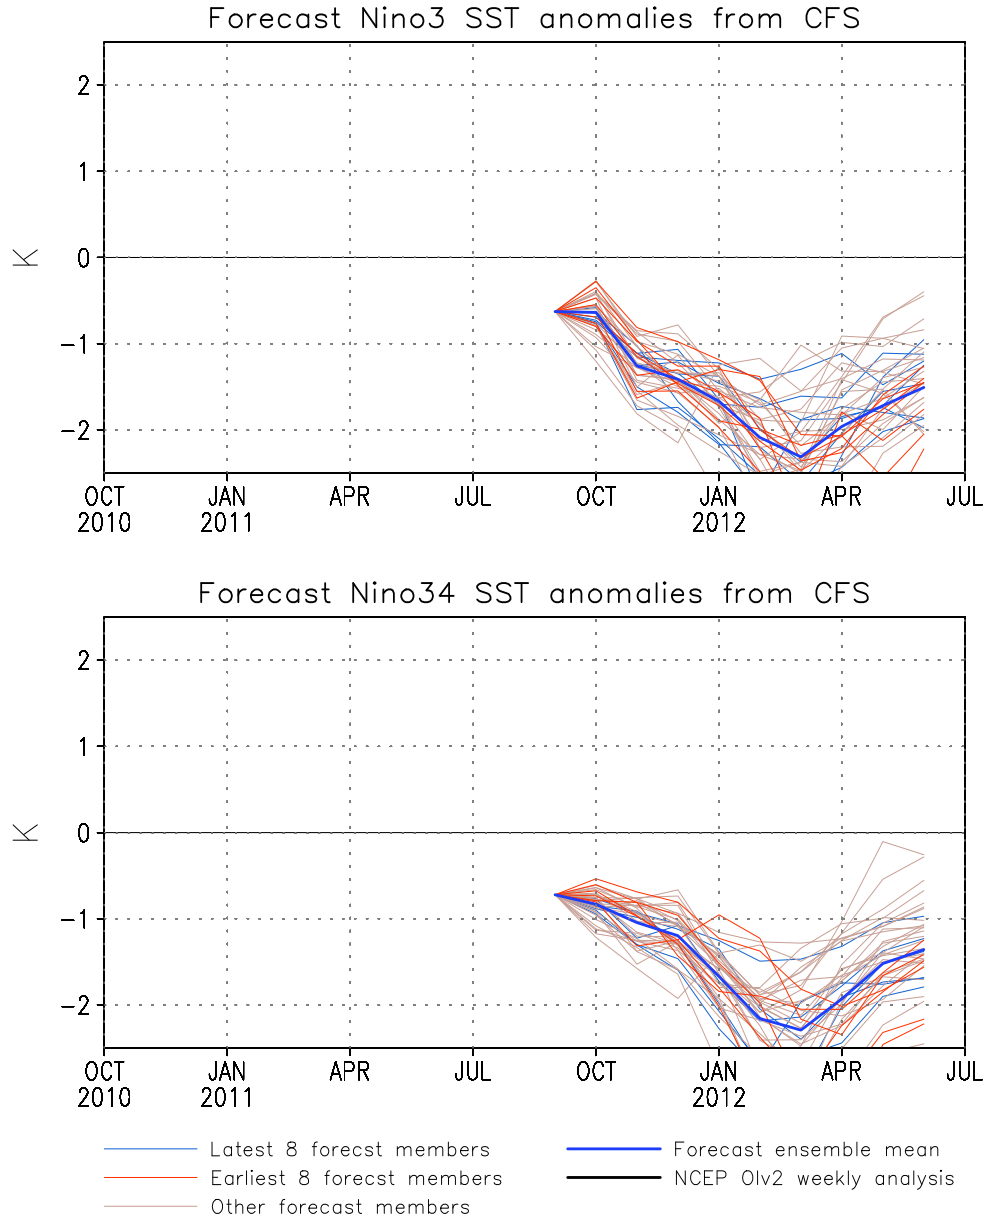 Forecast Nino3 SST anomalies from CFS
K
2
1
0
−1
−2
OCT JAN APR JUL OCT JAN APR JUL
2010 2011 2012
Forecast Nino34 SST anomalies from CFS
K
2
1
0
−1
−2
OCT JAN APR JUL OCT JAN APR JUL
2010 2011 2012
Latest 8 forecst members Forecast ensemble mean
Earliest 8 forecst members NCEP OIv2 weekly analysis
Other forecast members